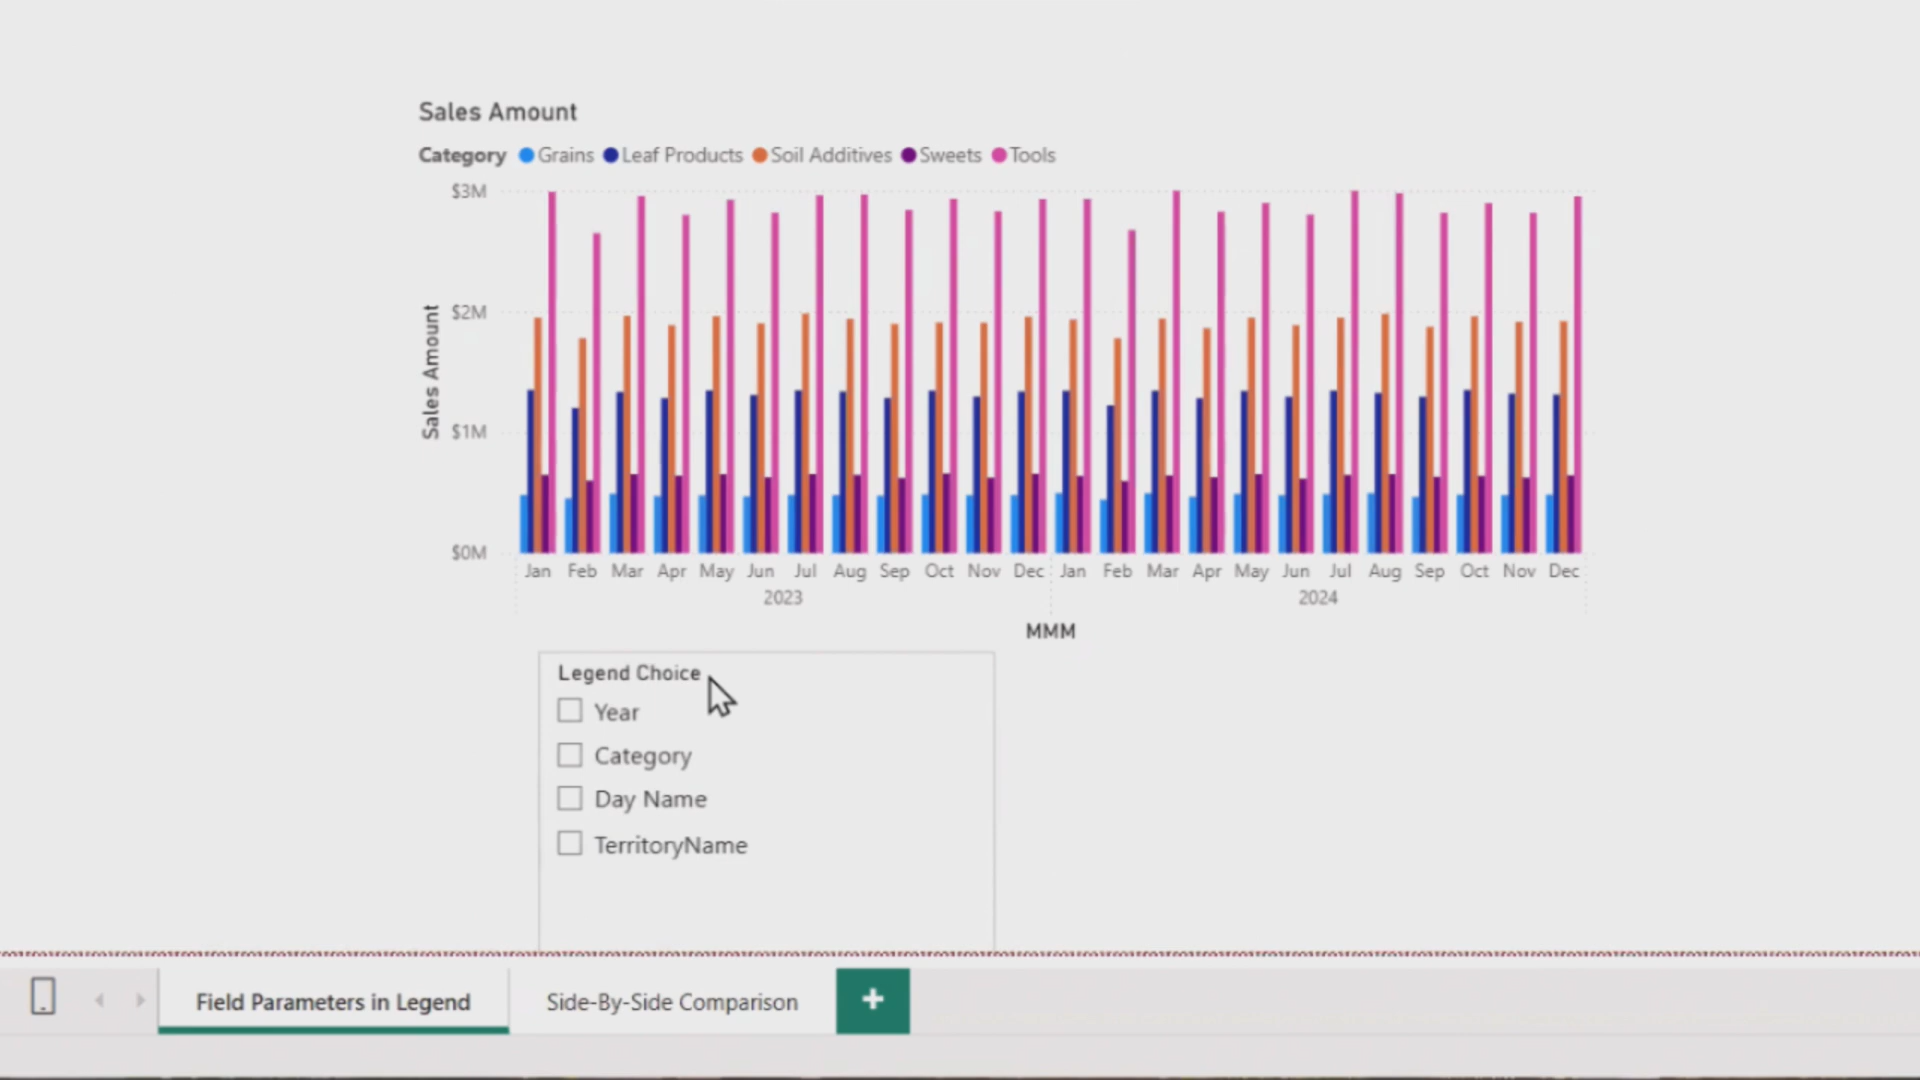 Sales Amount
Category Grains Leaf Products Soil Additives Sweets Tools
$3M
$2M
$1M
$0M
Sales Amount
Jan Feb Mar Apr May Jun Jul Aug Sep Oct Nov Dec Jan Feb Mar Apr May Jun Jul Aug Sep Oct Nov Dec
2023 2024
MMM
Legend Choice
Year
Category
Day Name
TerritoryName
Field Parameters in Legend Side-By-Side Comparison +